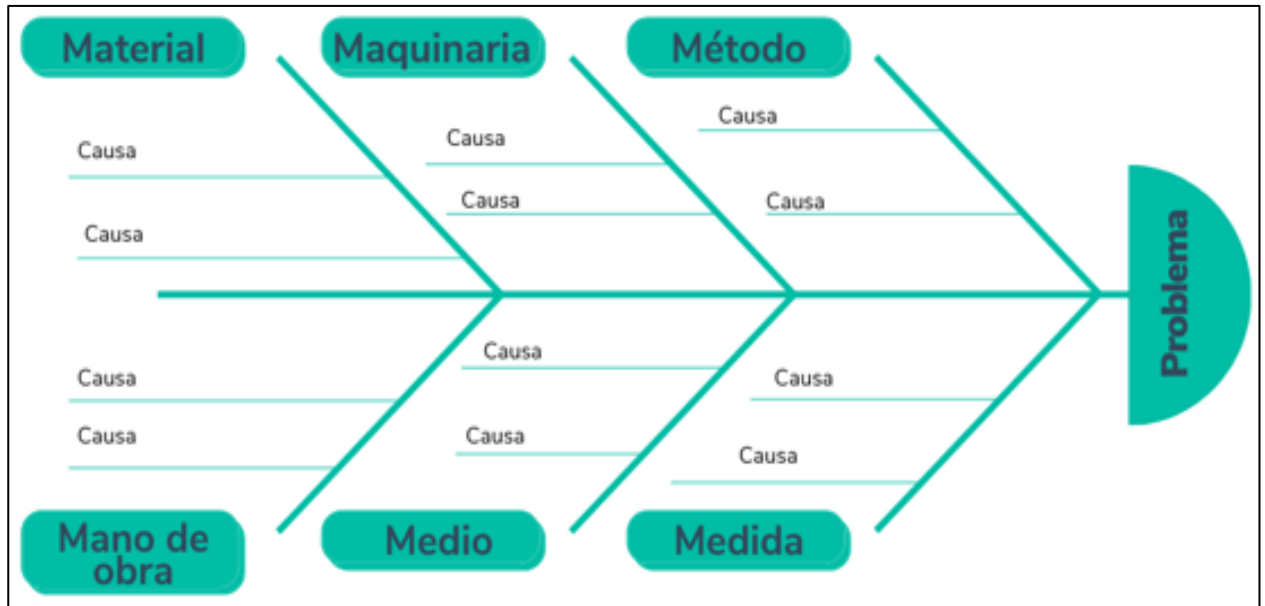 Material
Maquinaria
Método
Causa
Causa
Causa
Causa
Causa
Causa
Problema
Causa
Causa
Causa
Causa
Causa
Causa
Mano de
obra
Medio
Medida